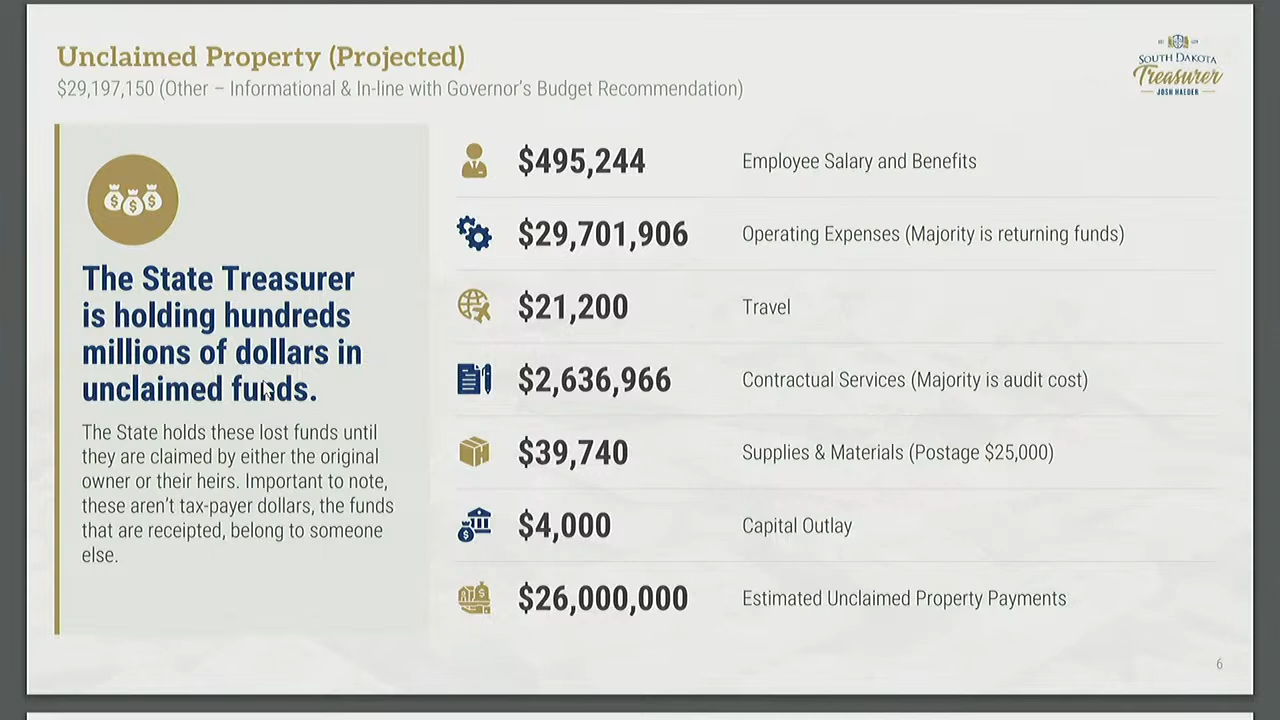 Unclaimed Property (Projected)
$29,197,150 (Other – Informational & In-line with Governor's Budget Recommendation)
SOUTH DAKOTA
Treasurer
JOSH HAEDER
The State Treasurer
is holding hundreds
millions of dollars in
unclaimed funds.
The State holds these lost funds until
they are claimed by either the original
owner or their heirs. Important to note,
these aren't tax-payer dollars, the funds
that are receipted, belong to someone
else.
$495,244 Employee Salary and Benefits
$29,701,906 Operating Expenses (Majority is returning funds)
$21,200 Travel
$2,636,966 Contractual Services (Majority is audit cost)
$39,740 Supplies & Materials (Postage $25,000)
$4,000 Capital Outlay
$26,000,000 Estimated Unclaimed Property Payments
6